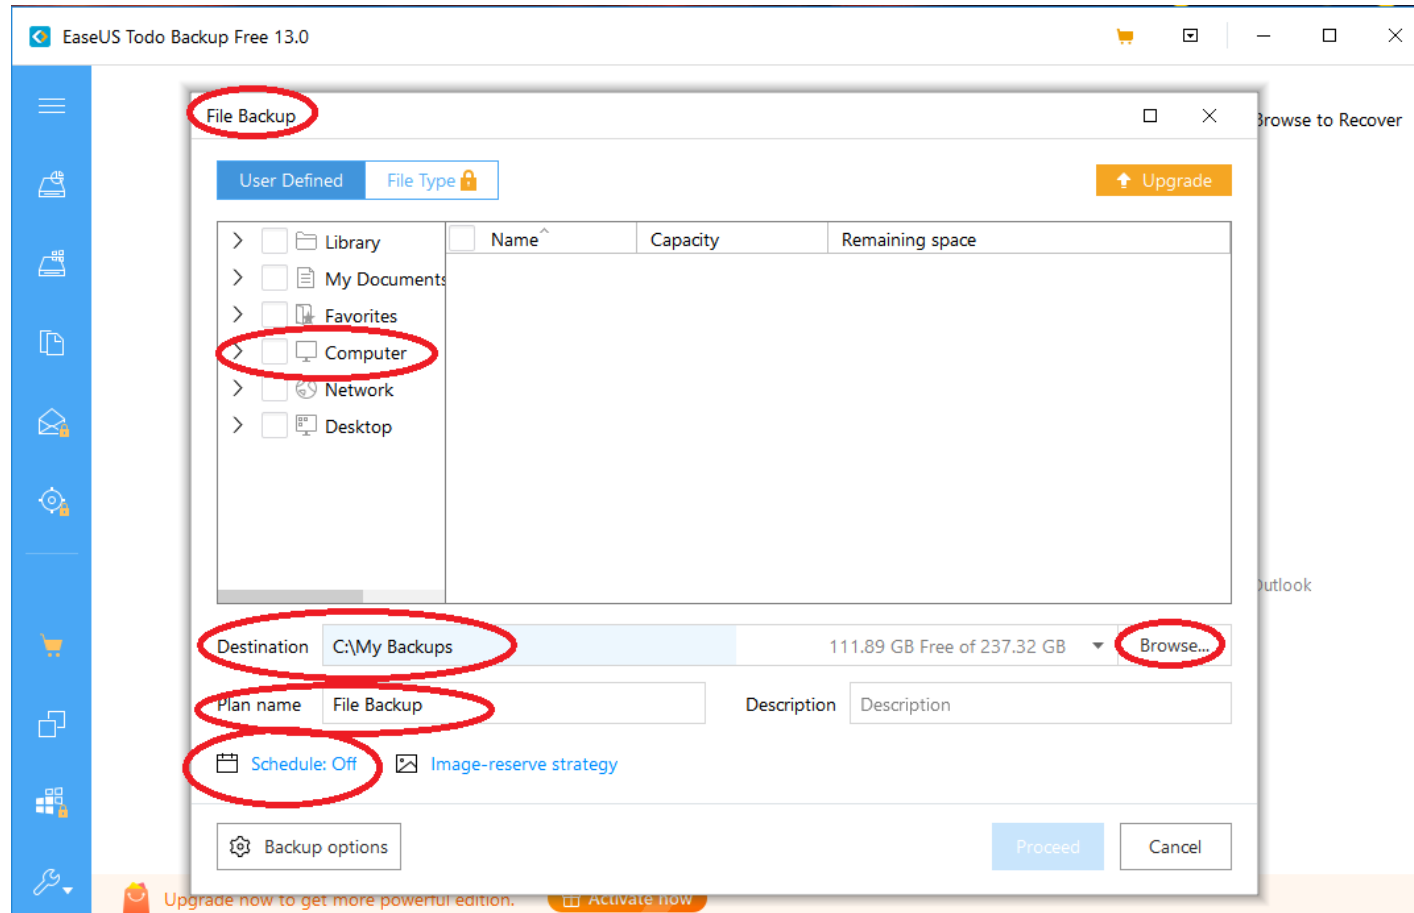 EaseUS Todo Backup Free 13.0
File Backup
Browse to Recover
User Defined
File Type
Upgrade
Name
Capacity
Remaining space
Library
My Documents
Favorites
Computer
Network
Desktop
Outlook
Destination
C:\My Backups
111.89 GB Free of 237.32 GB
Browse...
Plan name
File Backup
Description
Description
Schedule: Off
Image-reserve strategy
Backup options
Proceed
Cancel
Upgrade now to get more powerful edition.
Activate now